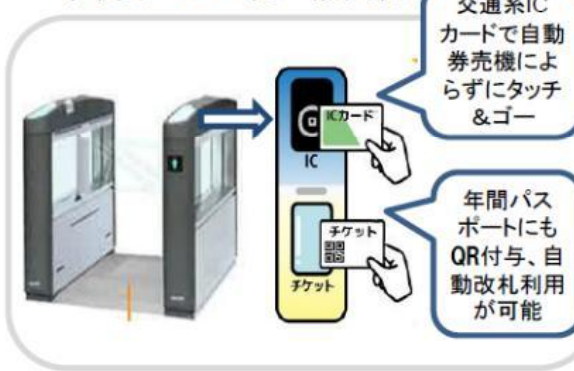 交通系IC
カードで自動
券売機によ
らずにタッチ
&ゴー
ICカード
IC
年間パス
ポートにも
QR付与、自
動改札利用
が可能
チケット
チケット